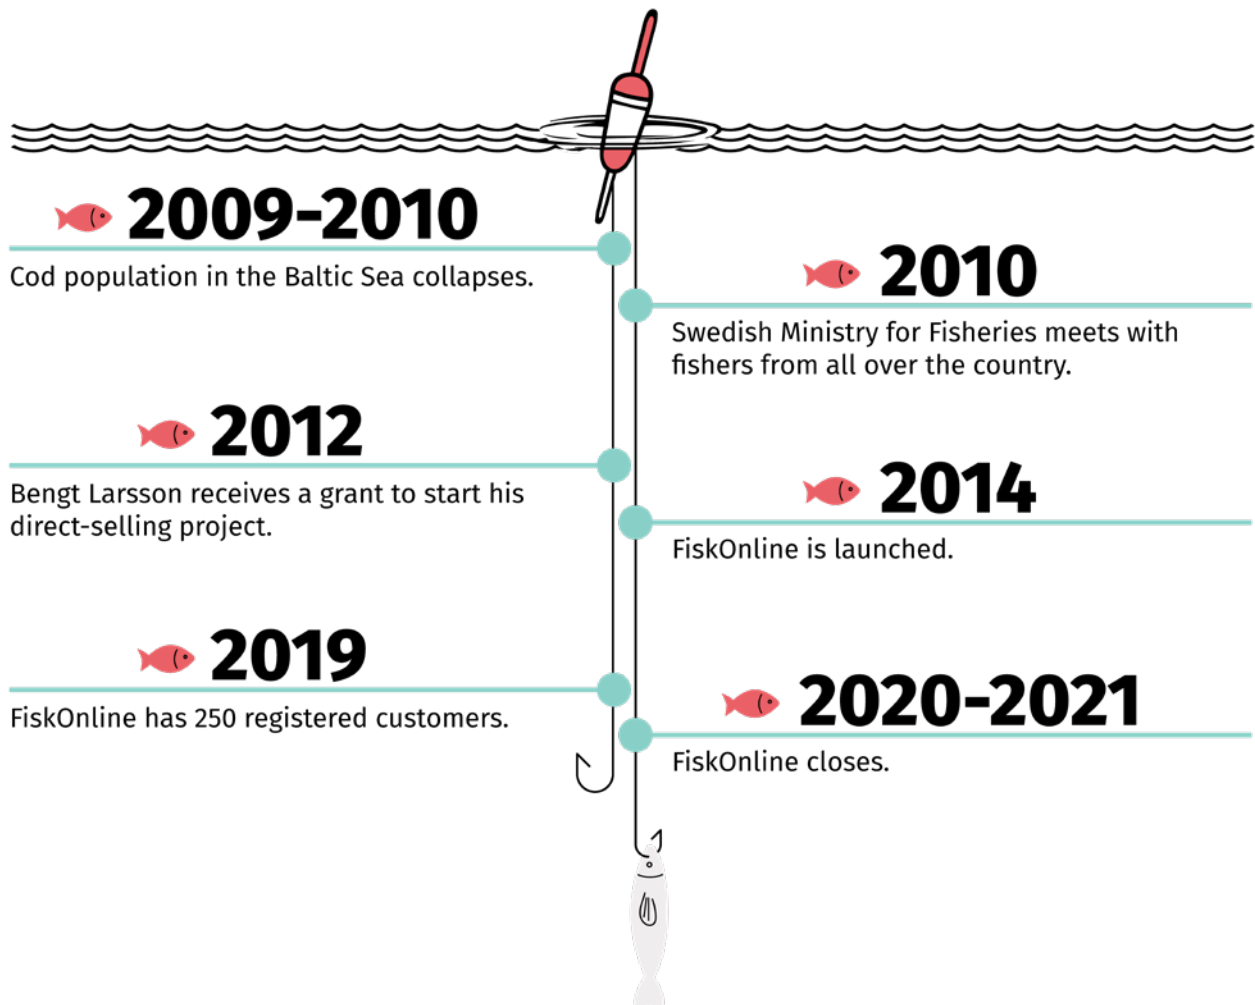 2009-2010
Cod population in the Baltic Sea collapses.
2010
Swedish Ministry for Fisheries meets with
fishers from all over the country.
2012
Bengt Larsson receives a grant to start his
direct-selling project.
2014
FiskOnline is launched.
2019
FiskOnline has 250 registered customers.
2020-2021
FiskOnline closes.